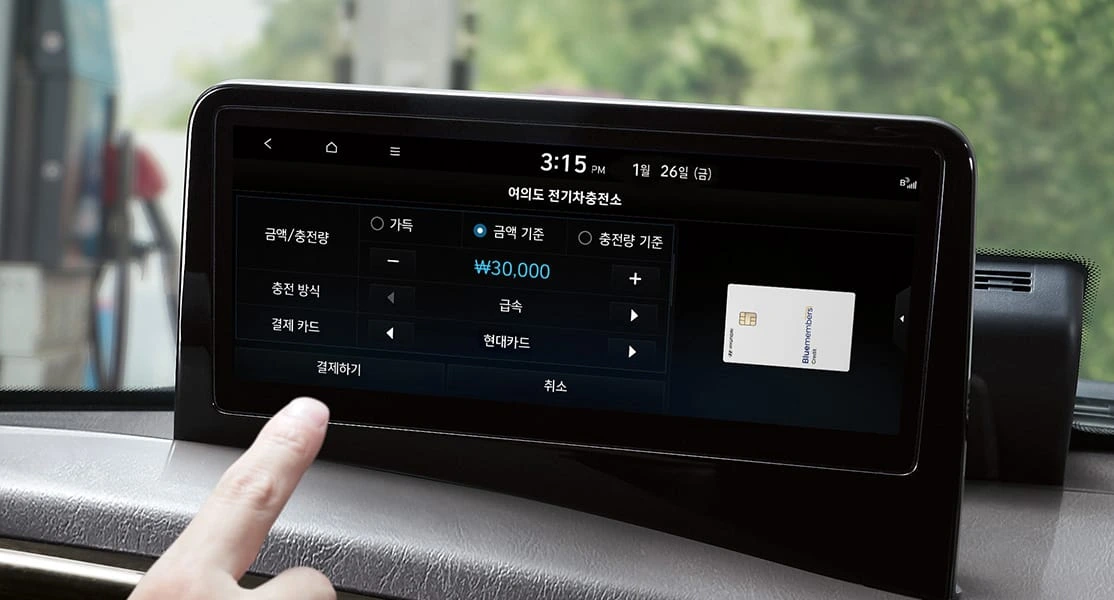 3:15 PM 1월 26일 (금)
여의도 전기차충전소
금액/충전량 가득 금액 기준 충전량 기준
− ₩30,000 +
충전 방식 급속
결제 카드 현대카드
결제하기 취소
Bluemembers
Credit
HYUNDAI